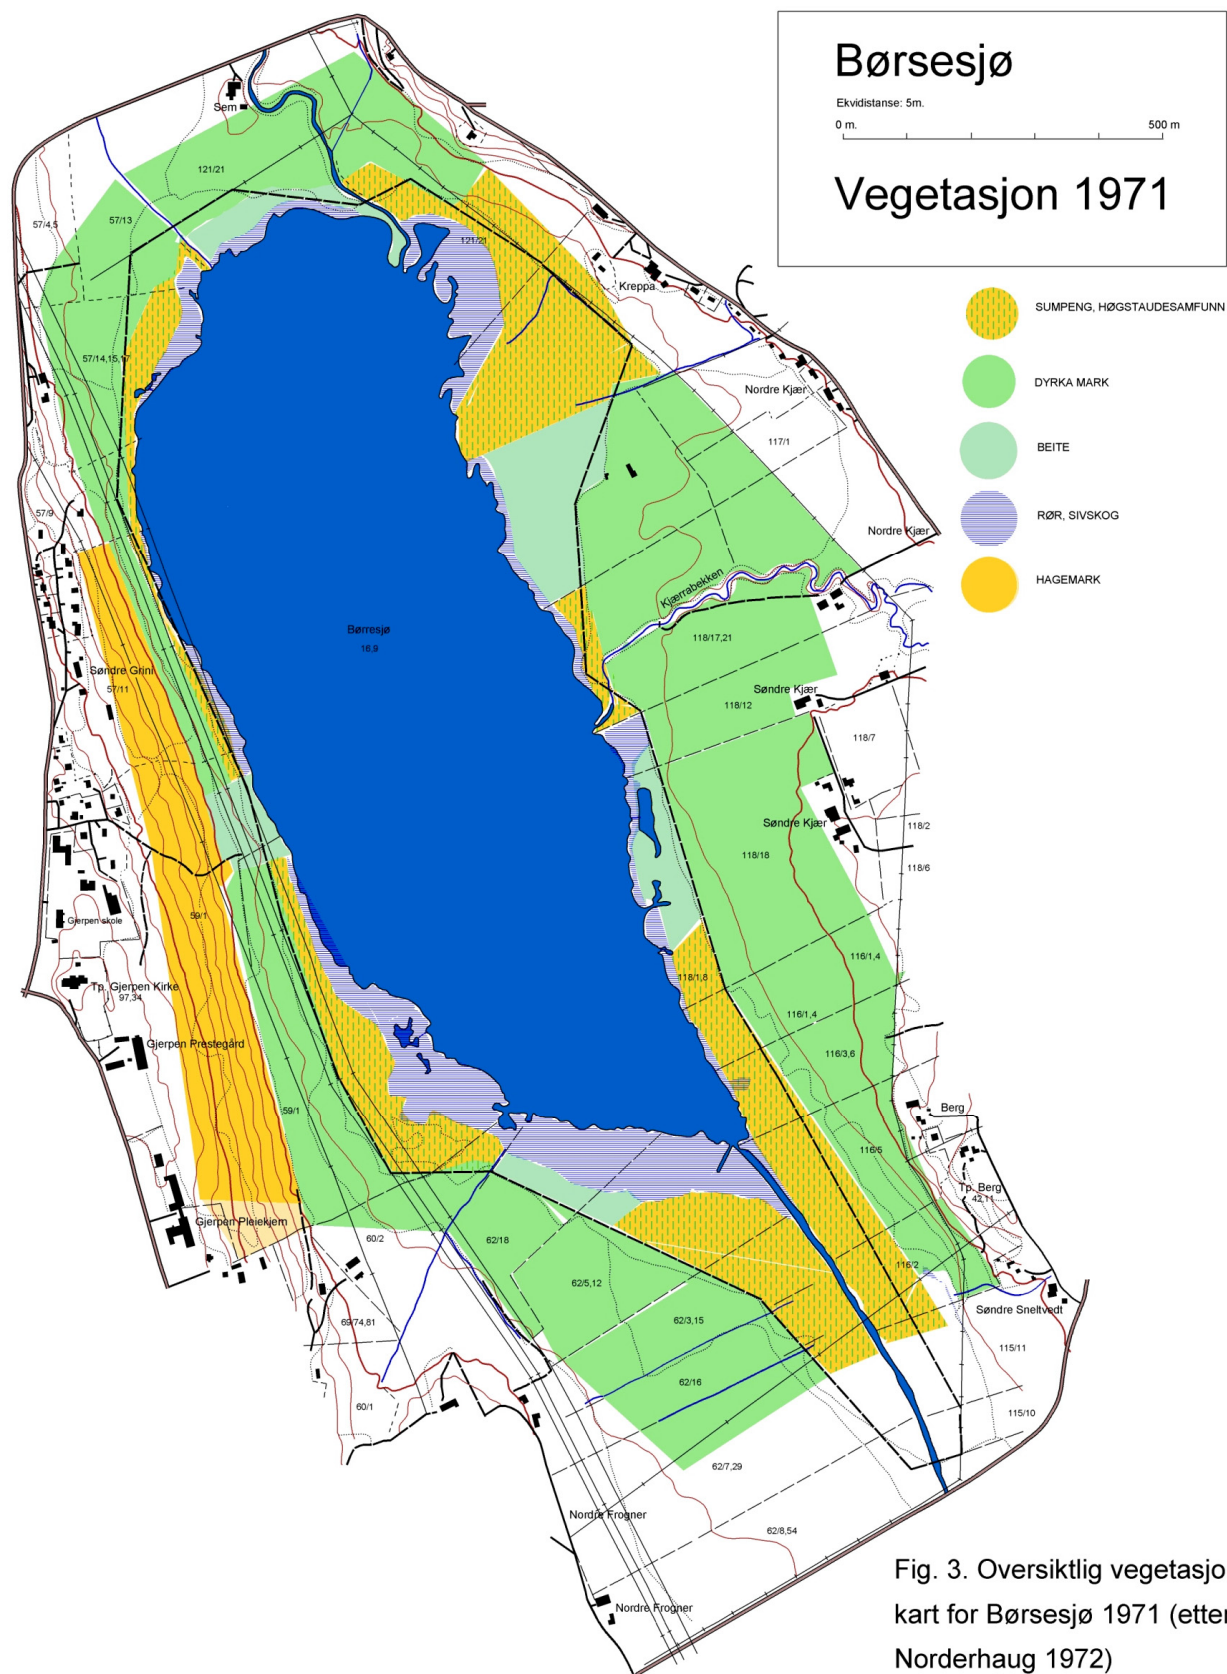 Børsesjø
Ekvidistanse: 5m.
0 m. 500 m
Vegetasjon 1971
SUMPENG, HØGSTAUDESAMFUNN
DYRKA MARK
BEITE
RØR, SIVSKOG
HAGEMARK
Sem
121/21
57/4,5
57/13
121/21
Kreppa
57/14,15,17
Nordre Kjær
117/1
57/9
Nordre Kjær
Kjærrabekken
Børresjø
16,9
118/17,21
Søndre Grini
57/11
Søndre Kjær
118/12
118/7
Søndre Kjær
118/2
118/18
118/6
59/1
Gjerpen skole
116/1,4
118/1,8
Tp. Gjerpen Kirke
97,34
116/1,4
Gjerpen Prestegård
116/3,6
59/1
Berg
116/5
Tp. Berg
42,11
Gjerpen Pleiekjem
60/2
62/18
116/2
62/5,12
Søndre Sneltvedt
69/74,81
62/3,15
115/11
62/16
60/1
115/10
62/7,29
Nordre Frogner
62/8,54
Nordre Frogner
Fig. 3. Oversiktlig vegetasjo
kart for Børsesjø 1971 (etter
Norderhaug 1972)